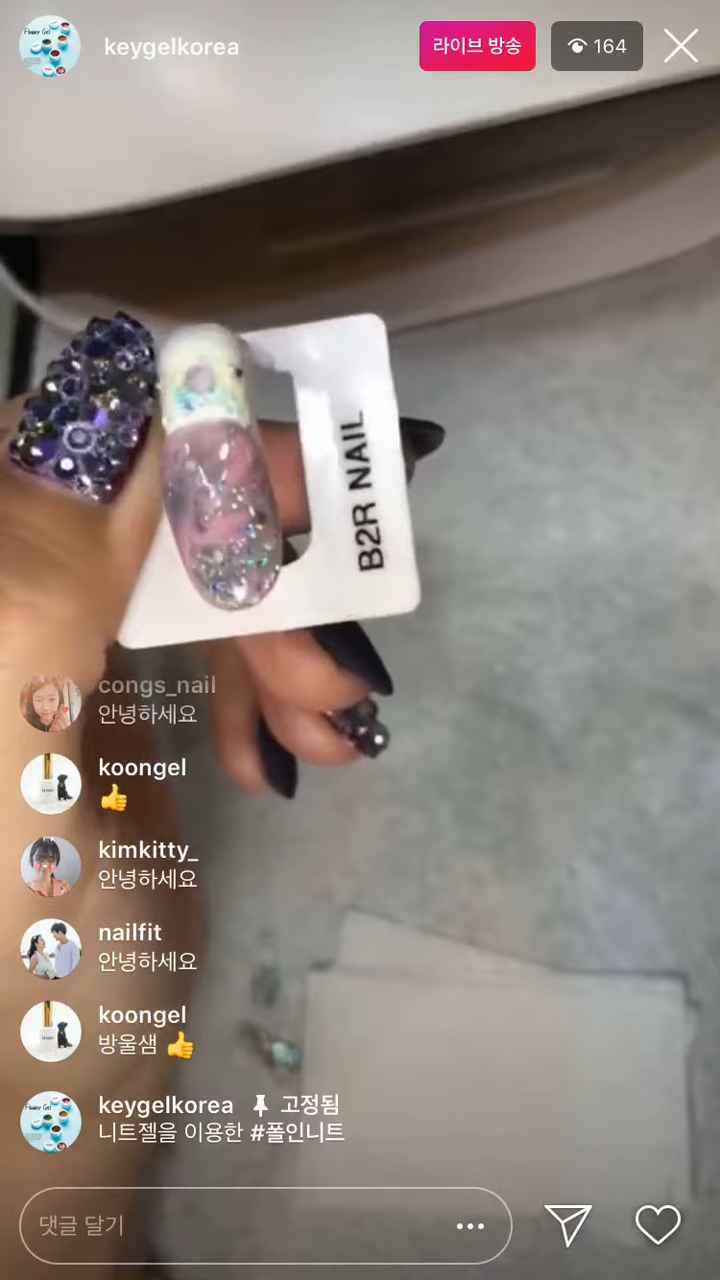 keygelkorea
라이브 방송
164
B2R NAIL
congs_nail
안녕하세요
koongel
👍
kimkitty_
안녕하세요
nailfit
안녕하세요
koongel
방울샘 👍
keygelkorea 고정됨
니트젤을 이용한 #폴인니트
댓글 달기